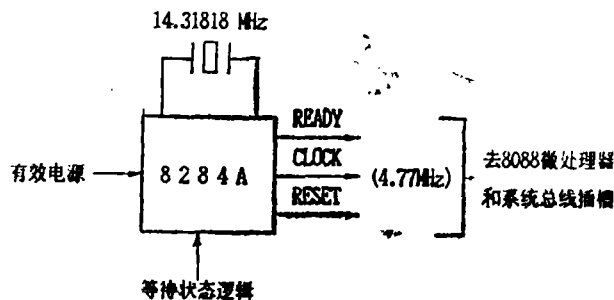 14.31818 MHz
READY
CLOCK
RESET
有效电源
8284A
(4.77MHz)
去8088微处理器
和系统总线插槽
等待状态逻辑